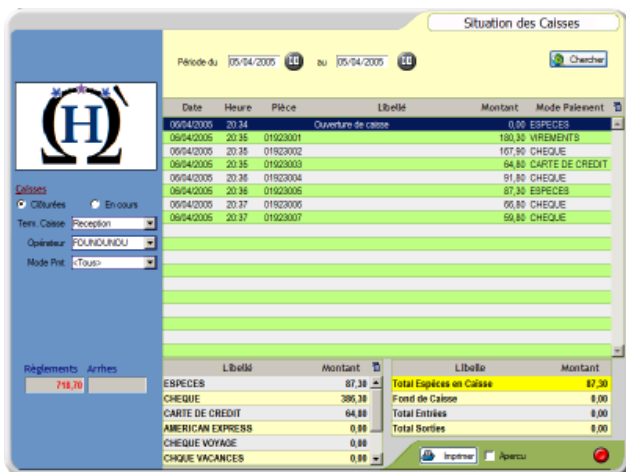 Situation des Caisses
Période du 05/04/2005 au 05/04/2005 Chercher
Date Heure Pièce Libellé Montant Mode Paiement
06/04/2005 20:34 Ouverture de caisse 0,00 ESPECES
06/04/2005 20:35 01923001 180,30 VIREMENTS
06/04/2005 20:35 01923002 167,90 CHEQUE
06/04/2005 20:35 01923003 64,80 CARTE DE CREDIT
06/04/2005 20:36 01923004 91,80 CHEQUE
06/04/2005 20:36 01923005 87,30 ESPECES
06/04/2005 20:37 01923006 66,80 CHEQUE
06/04/2005 20:37 01923007 59,80 CHEQUE
H
Caisses
Clôturées En cours
Term. Caisse Reception
Opérateur FOUNOUNOU
Mode Pmt <Tous>
Règlements Arrhes
718,70
Libellé Montant
ESPECES 87,30
CHEQUE 386,30
CARTE DE CREDIT 64,80
AMERICAN EXPRESS 0,00
CHEQUE VOYAGE 0,00
CHQUE VACANCES 0,00
Libelle Montant
Total Espèces en Caisse 87,30
Fond de Caisse 0,00
Total Entrées 0,00
Total Sorties 0,00
Imprimer Apercu